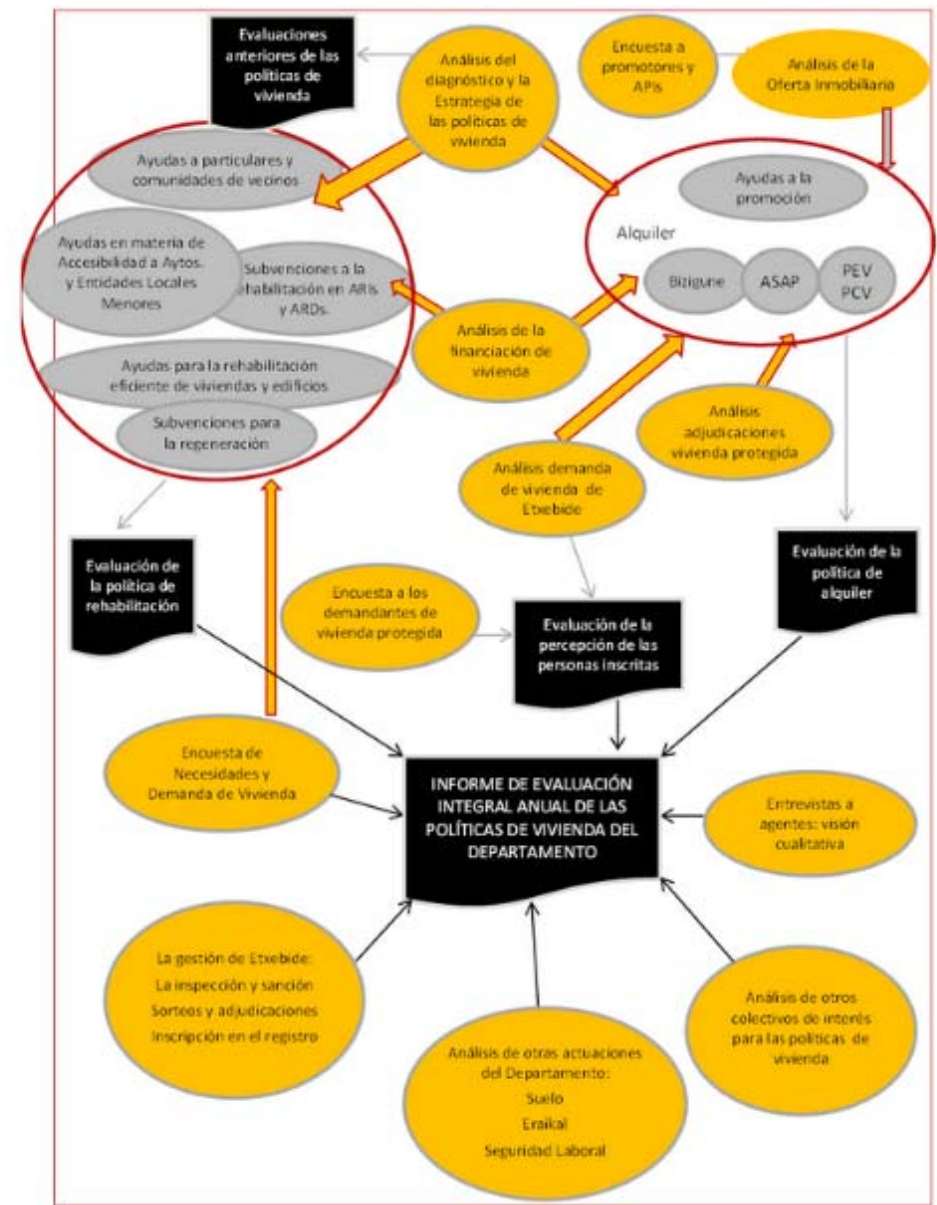 Evaluaciones
anteriores de las
políticas de
vivienda
Análisis del
diagnóstico y la
Estrategia de
las políticas de
vivienda
Encuesta a
promotores y
APIs
Análisis de la
Oferta Inmobiliaria
Ayudas a particulares y
comunidades de vecinos
Ayudas a la
promoción
Alquiler
Ayudas en materia de
Accesibilidad a Aytos.
y Entidades Locales
Menores
Subvenciones a la
rehabilitación en ARIs
y ARDs.
Bizigune
ASAP
PEV
PCV
Análisis de la
financiación de
vivienda
Ayudas para la rehabilitación
eficiente de viviendas y edificios
Subvenciones para
la regeneración
Análisis
adjudicaciones
vivienda protegida
Análisis demanda
de vivienda de
Etxebide
Evaluación de
la política de
rehabilitación
Evaluación de la
política de
alquiler
Encuesta a los
demandantes de
vivienda protegida
Evaluación de la
percepción de las
personas inscritas
Encuesta de
Necesidades y
Demanda de Vivienda
INFORME DE EVALUACIÓN
INTEGRAL ANUAL DE LAS
POLÍTICAS DE VIVIENDA DEL
DEPARTAMENTO
Entrevistas a
agentes: visión
cualitativa
La gestión de Etxebide:
La inspección y sanción
Sorteos y adjudicaciones
Inscripción en el registro
Análisis de otras actuaciones
del Departamento:
Suelo
Eraikal
Seguridad Laboral
Análisis de otros
colectivos de interés
para las políticas de
vivienda